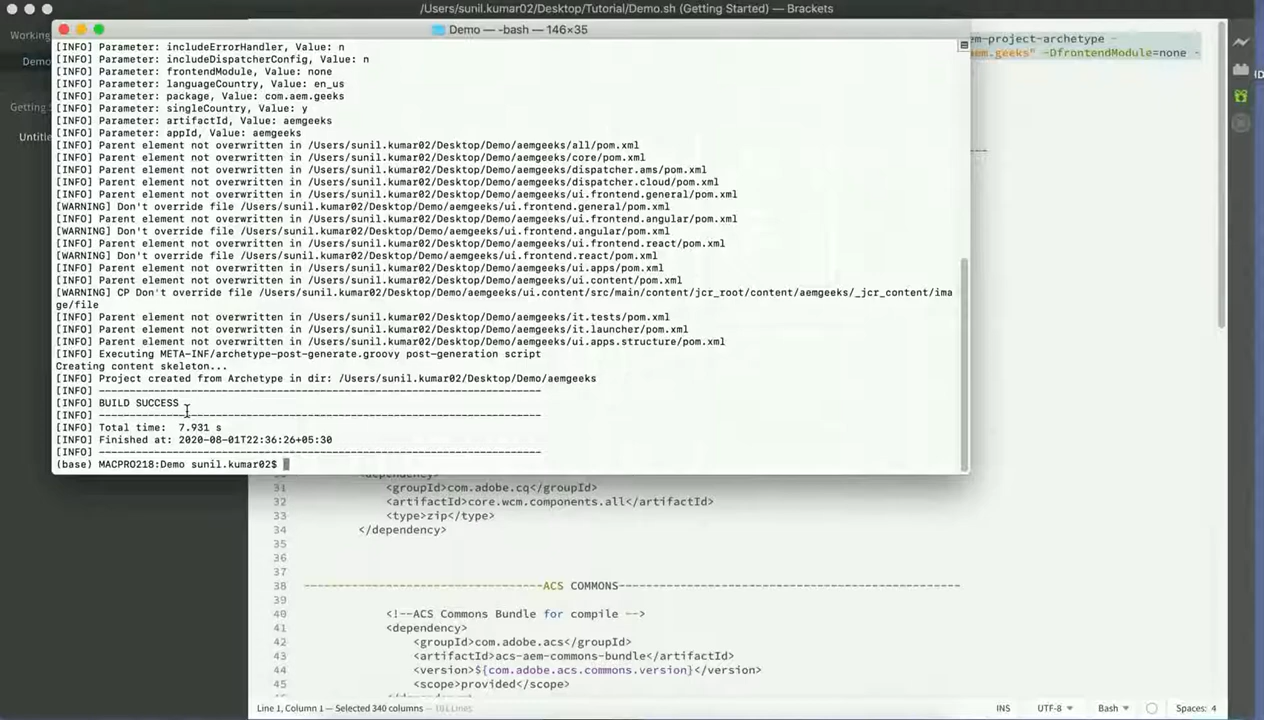 /Users/sunil.kumar02/Desktop/Tutorial/Demo.sh (Getting Started) — Brackets
Working
Demo
Getting S
Untitle
Demo — -bash — 146×35
[INFO] Parameter: includeErrorHandler, Value: n
[INFO] Parameter: includeDispatcherConfig, Value: n
[INFO] Parameter: frontendModule, Value: none
[INFO] Parameter: languageCountry, Value: en_us
[INFO] Parameter: package, Value: com.aem.geeks
[INFO] Parameter: singleCountry, Value: y
[INFO] Parameter: artifactId, Value: aemgeeks
[INFO] Parameter: appId, Value: aemgeeks
[INFO] Parent element not overwritten in /Users/sunil.kumar02/Desktop/Demo/aemgeeks/all/pom.xml
[INFO] Parent element not overwritten in /Users/sunil.kumar02/Desktop/Demo/aemgeeks/core/pom.xml
[INFO] Parent element not overwritten in /Users/sunil.kumar02/Desktop/Demo/aemgeeks/dispatcher.ams/pom.xml
[INFO] Parent element not overwritten in /Users/sunil.kumar02/Desktop/Demo/aemgeeks/dispatcher.cloud/pom.xml
[INFO] Parent element not overwritten in /Users/sunil.kumar02/Desktop/Demo/aemgeeks/ui.frontend.general/pom.xml
[WARNING] Don't override file /Users/sunil.kumar02/Desktop/Demo/aemgeeks/ui.frontend.general/pom.xml
[INFO] Parent element not overwritten in /Users/sunil.kumar02/Desktop/Demo/aemgeeks/ui.frontend.angular/pom.xml
[WARNING] Don't override file /Users/sunil.kumar02/Desktop/Demo/aemgeeks/ui.frontend.angular/pom.xml
[INFO] Parent element not overwritten in /Users/sunil.kumar02/Desktop/Demo/aemgeeks/ui.frontend.react/pom.xml
[WARNING] Don't override file /Users/sunil.kumar02/Desktop/Demo/aemgeeks/ui.frontend.react/pom.xml
[INFO] Parent element not overwritten in /Users/sunil.kumar02/Desktop/Demo/aemgeeks/ui.apps/pom.xml
[INFO] Parent element not overwritten in /Users/sunil.kumar02/Desktop/Demo/aemgeeks/ui.content/pom.xml
[WARNING] CP Don't override file /Users/sunil.kumar02/Desktop/Demo/aemgeeks/ui.content/src/main/content/jcr_root/content/aemgeeks/_jcr_content/ima
ge/file
[INFO] Parent element not overwritten in /Users/sunil.kumar02/Desktop/Demo/aemgeeks/it.tests/pom.xml
[INFO] Parent element not overwritten in /Users/sunil.kumar02/Desktop/Demo/aemgeeks/it.launcher/pom.xml
[INFO] Parent element not overwritten in /Users/sunil.kumar02/Desktop/Demo/aemgeeks/ui.apps.structure/pom.xml
[INFO] Executing META-INF/archetype-post-generate.groovy post-generation script
Creating content skeleton...
[INFO] Project created from Archetype in dir: /Users/sunil.kumar02/Desktop/Demo/aemgeeks
[INFO] ------------------------------------------------------------------------
[INFO] BUILD SUCCESS
[INFO] ------------------------------------------------------------------------
[INFO] Total time:  7.931 s
[INFO] Finished at: 2020-08-01T22:36:26+05:30
[INFO] ------------------------------------------------------------------------
(base) MACPRO218:Demo sunil.kumar02$
em-project-archetype -
aem.geeks" -DfrontendModule=none -
31 <groupId>com.adobe.cq</groupId>
32 <artifactId>core.wcm.components.all</artifactId>
33 <type>zip</type>
34 </dependency>
35
36
37
38 -------------------------------ACS COMMONS--------------------------------------------
39
40 <!--ACS Commons Bundle for compile -->
41 <dependency>
42 <groupId>com.adobe.acs</groupId>
43 <artifactId>acs-aem-commons-bundle</artifactId>
44 <version>${com.adobe.acs.commons.version}</version>
45 <scope>provided</scope>
Line 1, Column 1 — Selected 340 columns
INS UTF-8 Bash Spaces: 4